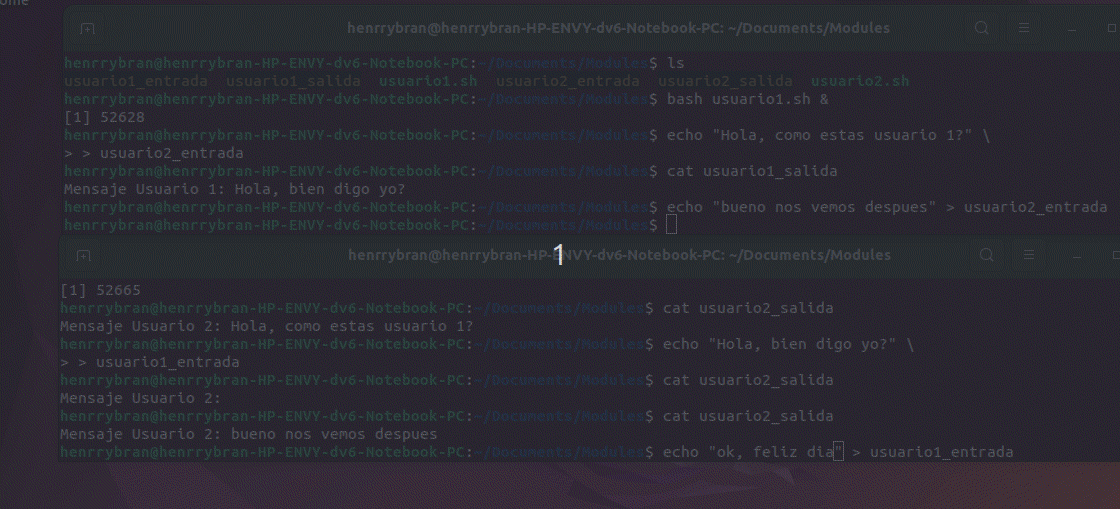 ome
henrrybran@henrrybran-HP-ENVY-dv6-Notebook-PC: ~/Documents/Modules
henrrybran@henrrybran-HP-ENVY-dv6-Notebook-PC:~/Documents/Modules$ ls
usuario1_entrada  usuario1_salida  usuario1.sh  usuario2_entrada  usuario2_salida  usuario2.sh
henrrybran@henrrybran-HP-ENVY-dv6-Notebook-PC:~/Documents/Modules$ bash usuario1.sh &
[1] 52628
henrrybran@henrrybran-HP-ENVY-dv6-Notebook-PC:~/Documents/Modules$ echo "Hola, como estas usuario 1?" \
> > usuario2_entrada
henrrybran@henrrybran-HP-ENVY-dv6-Notebook-PC:~/Documents/Modules$ cat usuario1_salida
Mensaje Usuario 1: Hola, bien digo yo?
henrrybran@henrrybran-HP-ENVY-dv6-Notebook-PC:~/Documents/Modules$ echo "bueno nos vemos despues" > usuario2_entrada
henrrybran@henrrybran-HP-ENVY-dv6-Notebook-PC:~/Documents/Modules$
1
henrrybran@henrrybran-HP-ENVY-dv6-Notebook-PC: ~/Documents/Modules
[1] 52665
henrrybran@henrrybran-HP-ENVY-dv6-Notebook-PC:~/Documents/Modules$ cat usuario2_salida
Mensaje Usuario 2: Hola, como estas usuario 1?
henrrybran@henrrybran-HP-ENVY-dv6-Notebook-PC:~/Documents/Modules$ echo "Hola, bien digo yo?" \
> > usuario1_entrada
henrrybran@henrrybran-HP-ENVY-dv6-Notebook-PC:~/Documents/Modules$ cat usuario2_salida
Mensaje Usuario 2:
henrrybran@henrrybran-HP-ENVY-dv6-Notebook-PC:~/Documents/Modules$ cat usuario2_salida
Mensaje Usuario 2: bueno nos vemos despues
henrrybran@henrrybran-HP-ENVY-dv6-Notebook-PC:~/Documents/Modules$ echo "ok, feliz dia" > usuario1_entrada